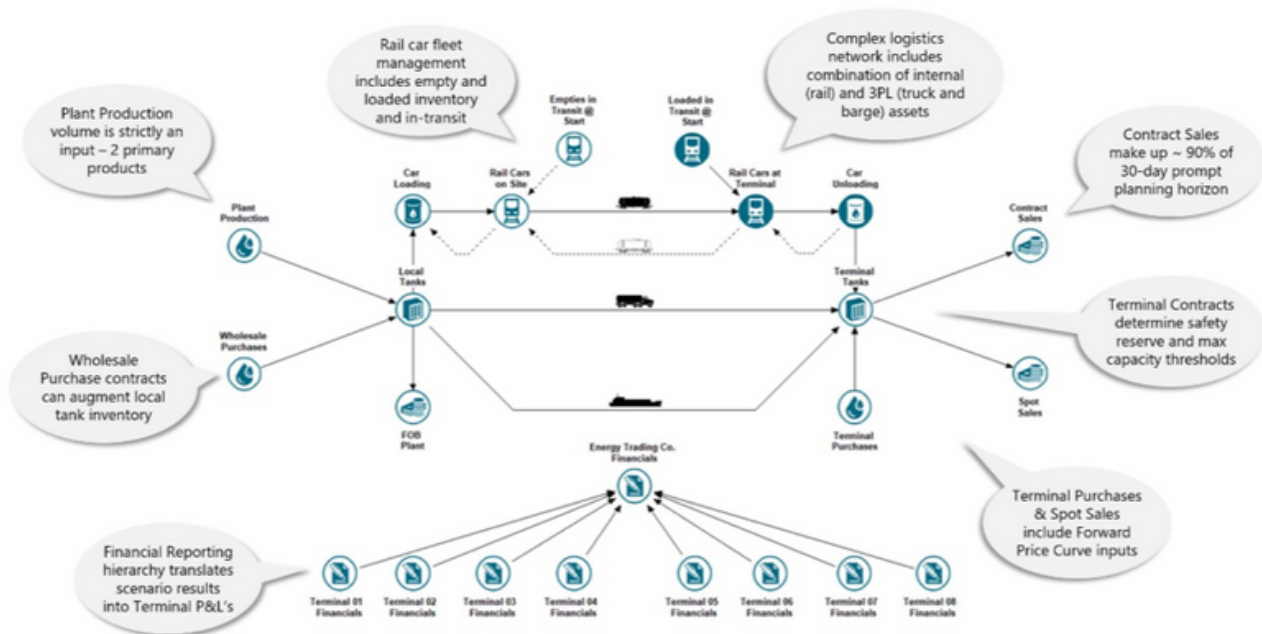 Rail car fleet
management
includes empty and
loaded inventory
and in-transit
Complex logistics
network includes
combination of internal
(rail) and 3PL (truck and
barge) assets
Plant Production
volume is strictly an
input – 2 primary
products
Contract Sales
make up ~ 90% of
30-day prompt
planning horizon
Empties in
Transit @
Start
Loaded in
Transit @
Start
Car
Loading
Rail Cars
on Site
Rail Cars at
Terminal
Car
Unloading
Plant
Production
Contract
Sales
Local
Tanks
Terminal
Tanks
Wholesale
Purchases
Wholesale
Purchase contracts
can augment local
tank inventory
Terminal Contracts
determine safety
reserve and max
capacity thresholds
FOB
Plant
Terminal
Purchases
Spot
Sales
Energy Trading Co.
Financials
Terminal Purchases
& Spot Sales
include Forward
Price Curve inputs
Financial Reporting
hierarchy translates
scenario results
into Terminal P&L's
Terminal 01
Financials
Terminal 02
Financials
Terminal 03
Financials
Terminal 04
Financials
Terminal 05
Financials
Terminal 06
Financials
Terminal 07
Financials
Terminal 08
Financials